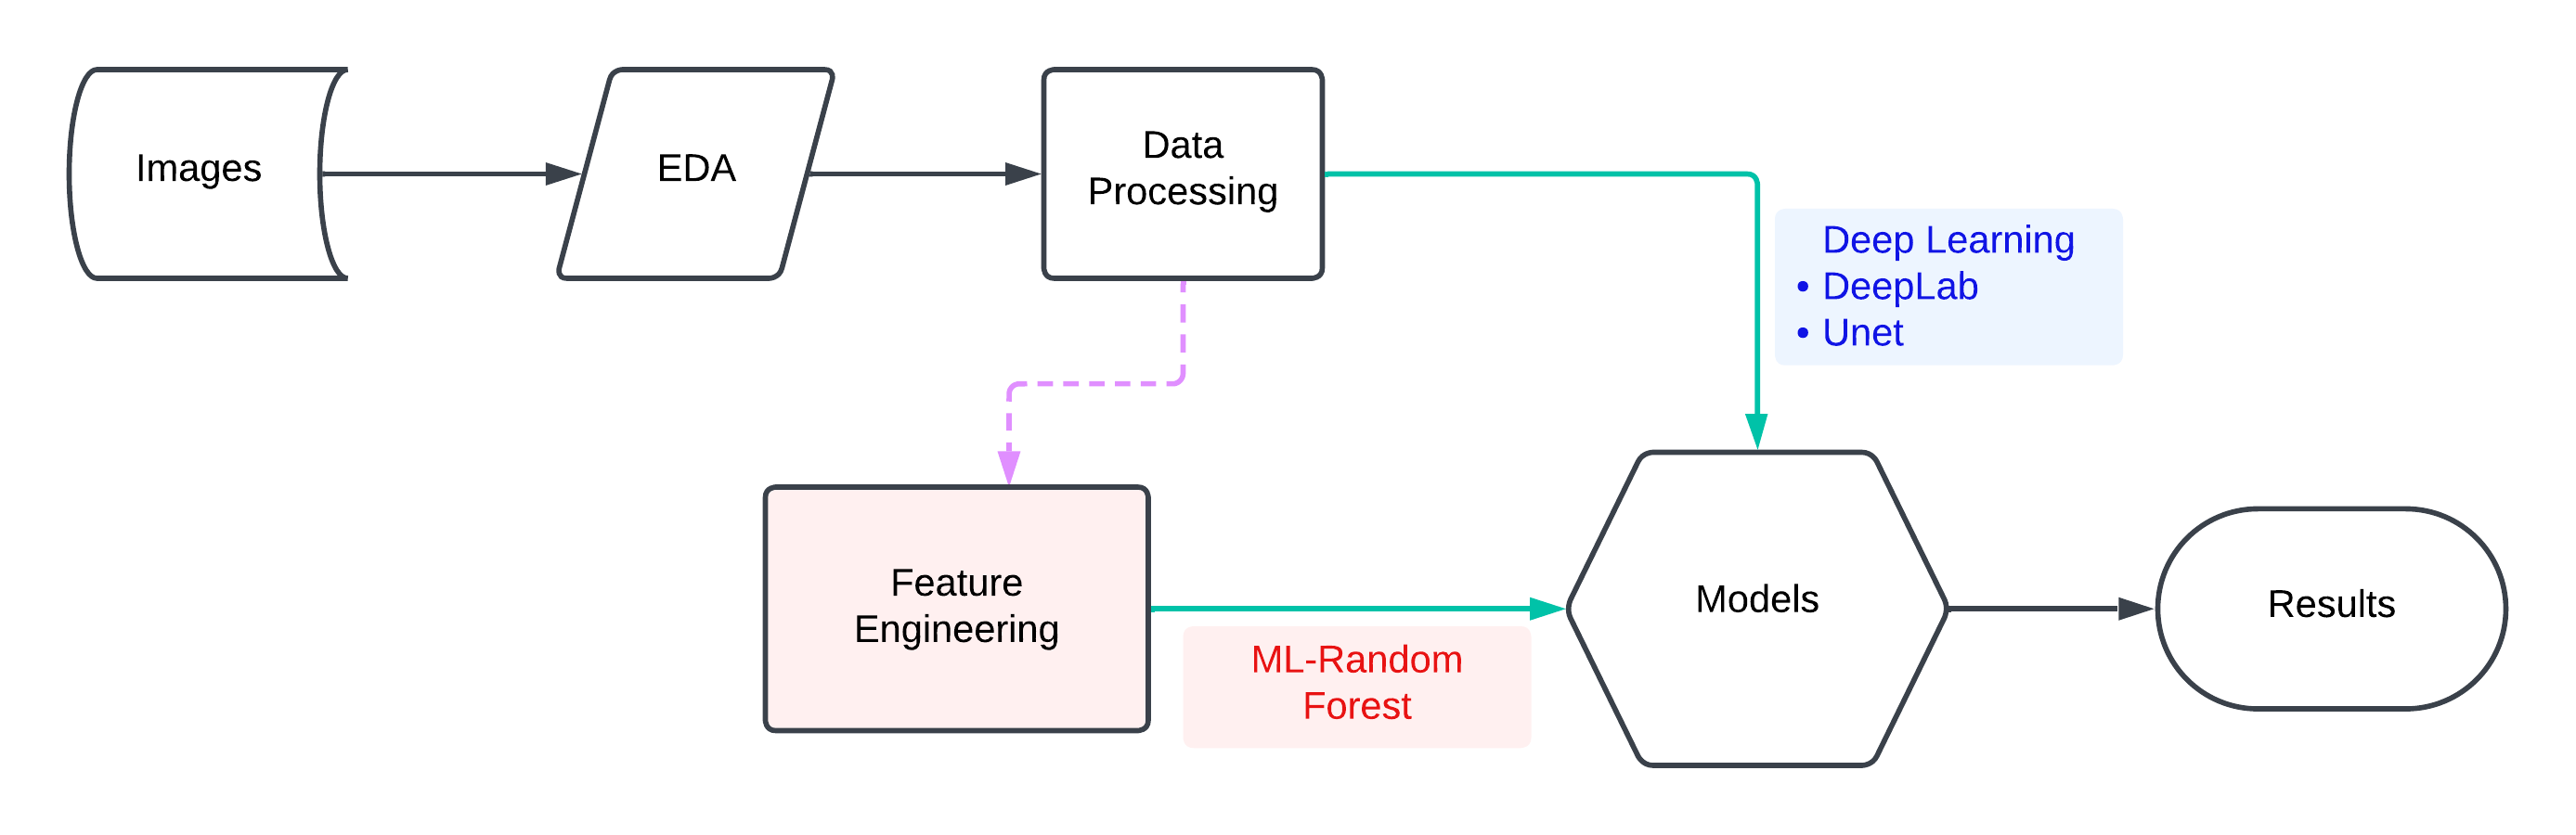 Images
EDA
Data
Processing
Deep Learning
• DeepLab
• Unet
Feature
Engineering
ML-Random
Forest
Models
Results